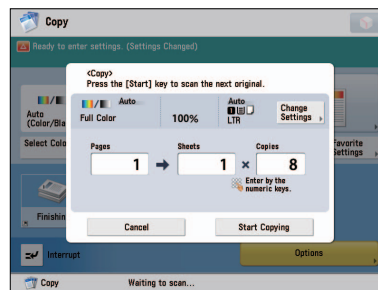 Copy
Ready to enter settings. (Settings Changed)
<Copy>
Press the [Start] key to scan the next original.
Auto
Full Color
100%
Auto
LTR
Change
Settings
Auto
(Color/Bla
Select Colo
Favorite
Settings
Pages
Sheets
Copies
1 → 1 × 8
Enter by the
numeric keys.
Finishin
Cancel
Start Copying
Interrupt
Options
Copy
Waiting to scan...